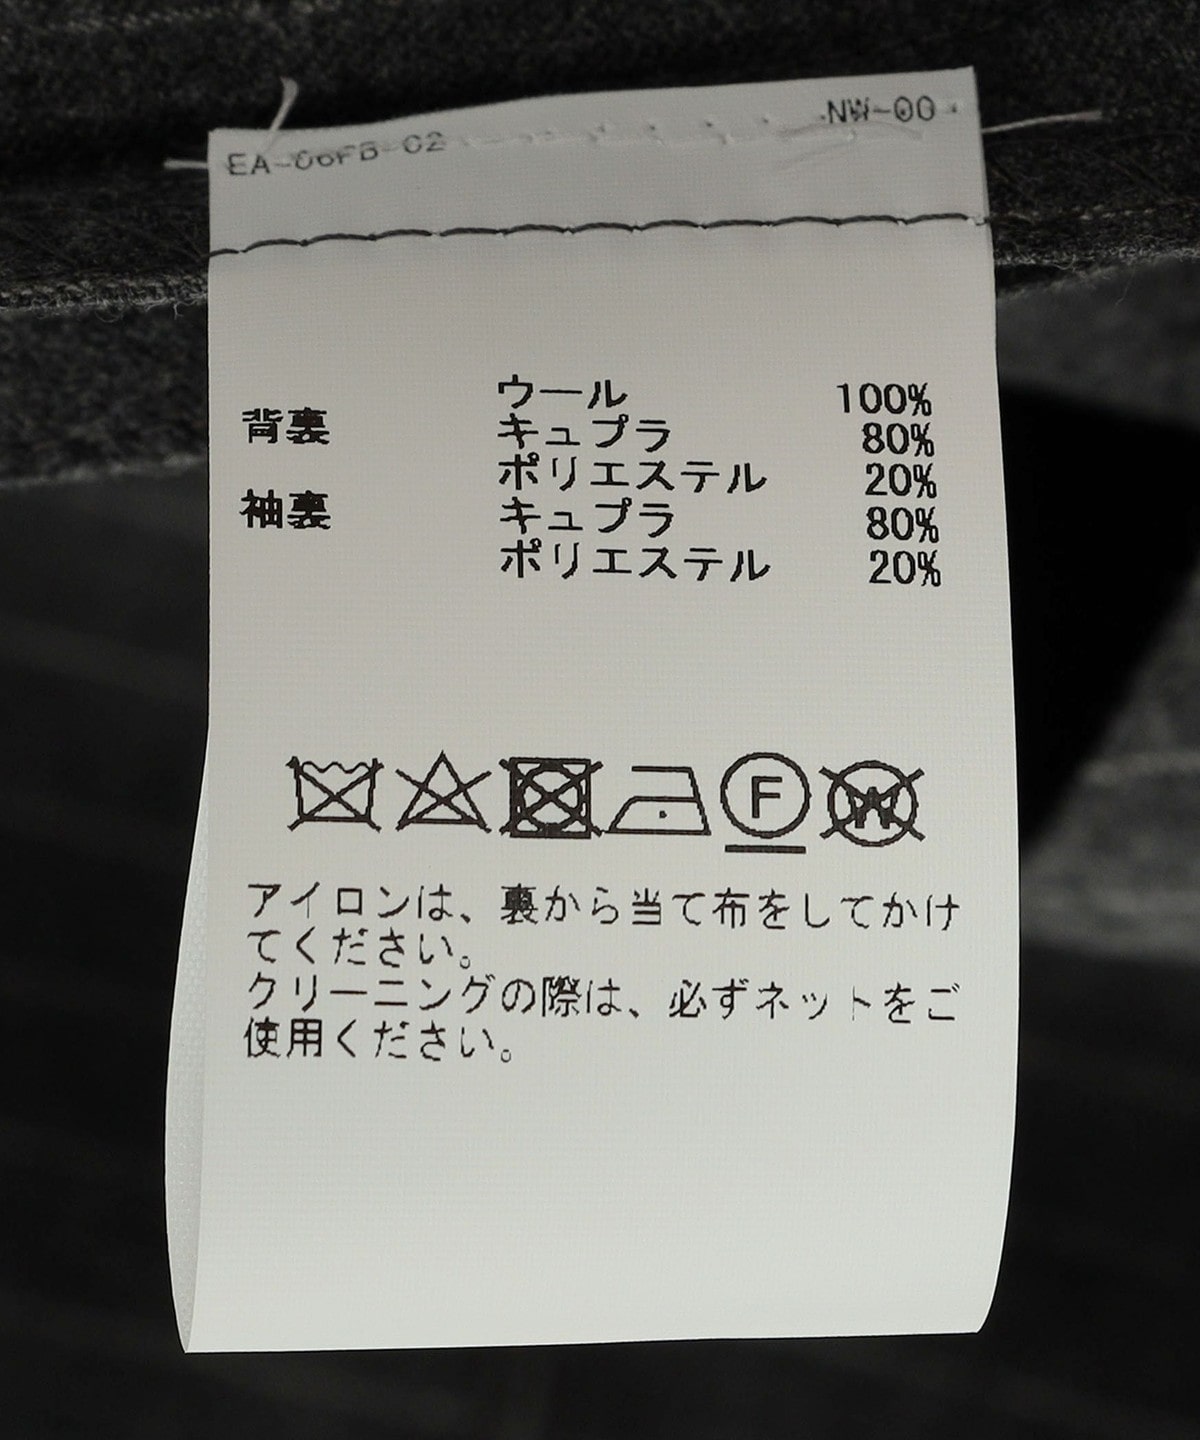 NW-00
ウール 100%
背裏 キュプラ 80%
ポリエステル 20%
袖裏 キュプラ 80%
ポリエステル 20%
F W
アイロンは、裏から当て布をしてかけ
てください。
クリーニングの際は、必ずネットをご
使用ください。